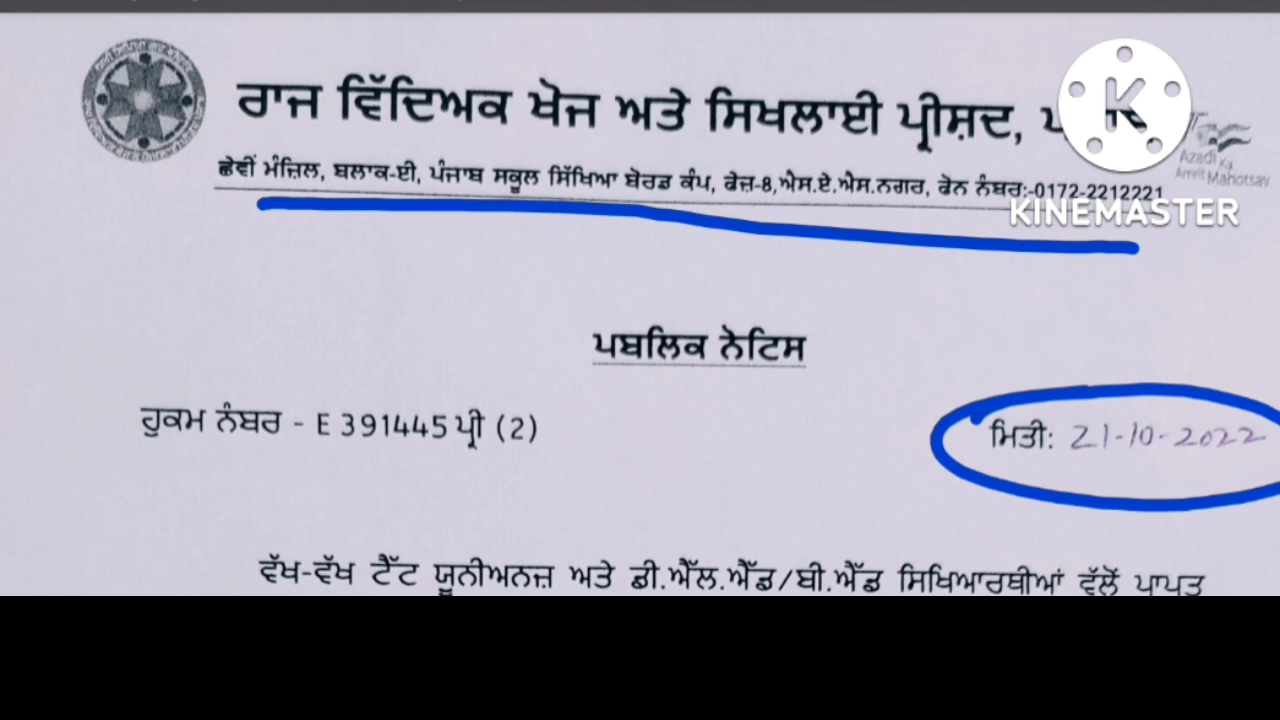 ਰਾਜ ਵਿੱਦਿਅਕ ਖੋਜ ਅਤੇ ਸਿਖਲਾਈ ਪ੍ਰੀਸ਼ਦ,
Azadi Ka
Amrit Mahotsav
ਛੇਵੀਂ ਮੰਜ਼ਿਲ, ਬਲਾਕ-ਈ, ਪੰਜਾਬ ਸਕੂਲ ਸਿੱਖਿਆ ਬੋਰਡ ਕੰਪ, ਫੇਜ਼-8,ਐਸ.ਏ.ਐਸ.ਨਗਰ, ਫੋਨ ਨੰਬਰ:-0172-2212221
KINEMASTER
ਪਬਲਿਕ ਨੋਟਿਸ
ਹੁਕਮ ਨੰਬਰ - E 391445 ਪ੍ਰੀ (2)
ਮਿਤੀ: 21-10-2022
ਵੱਖ-ਵੱਖ ਟੈੱਟ ਯੂਨੀਅਨਜ਼ ਅਤੇ ਡੀ.ਐੱਲ.ਐੱਡ/ਬੀ.ਐੱਡ ਸਿਖਿਆਰਥੀਆਂ ਵੱਲੋਂ ਪ੍ਰਾਪਤ